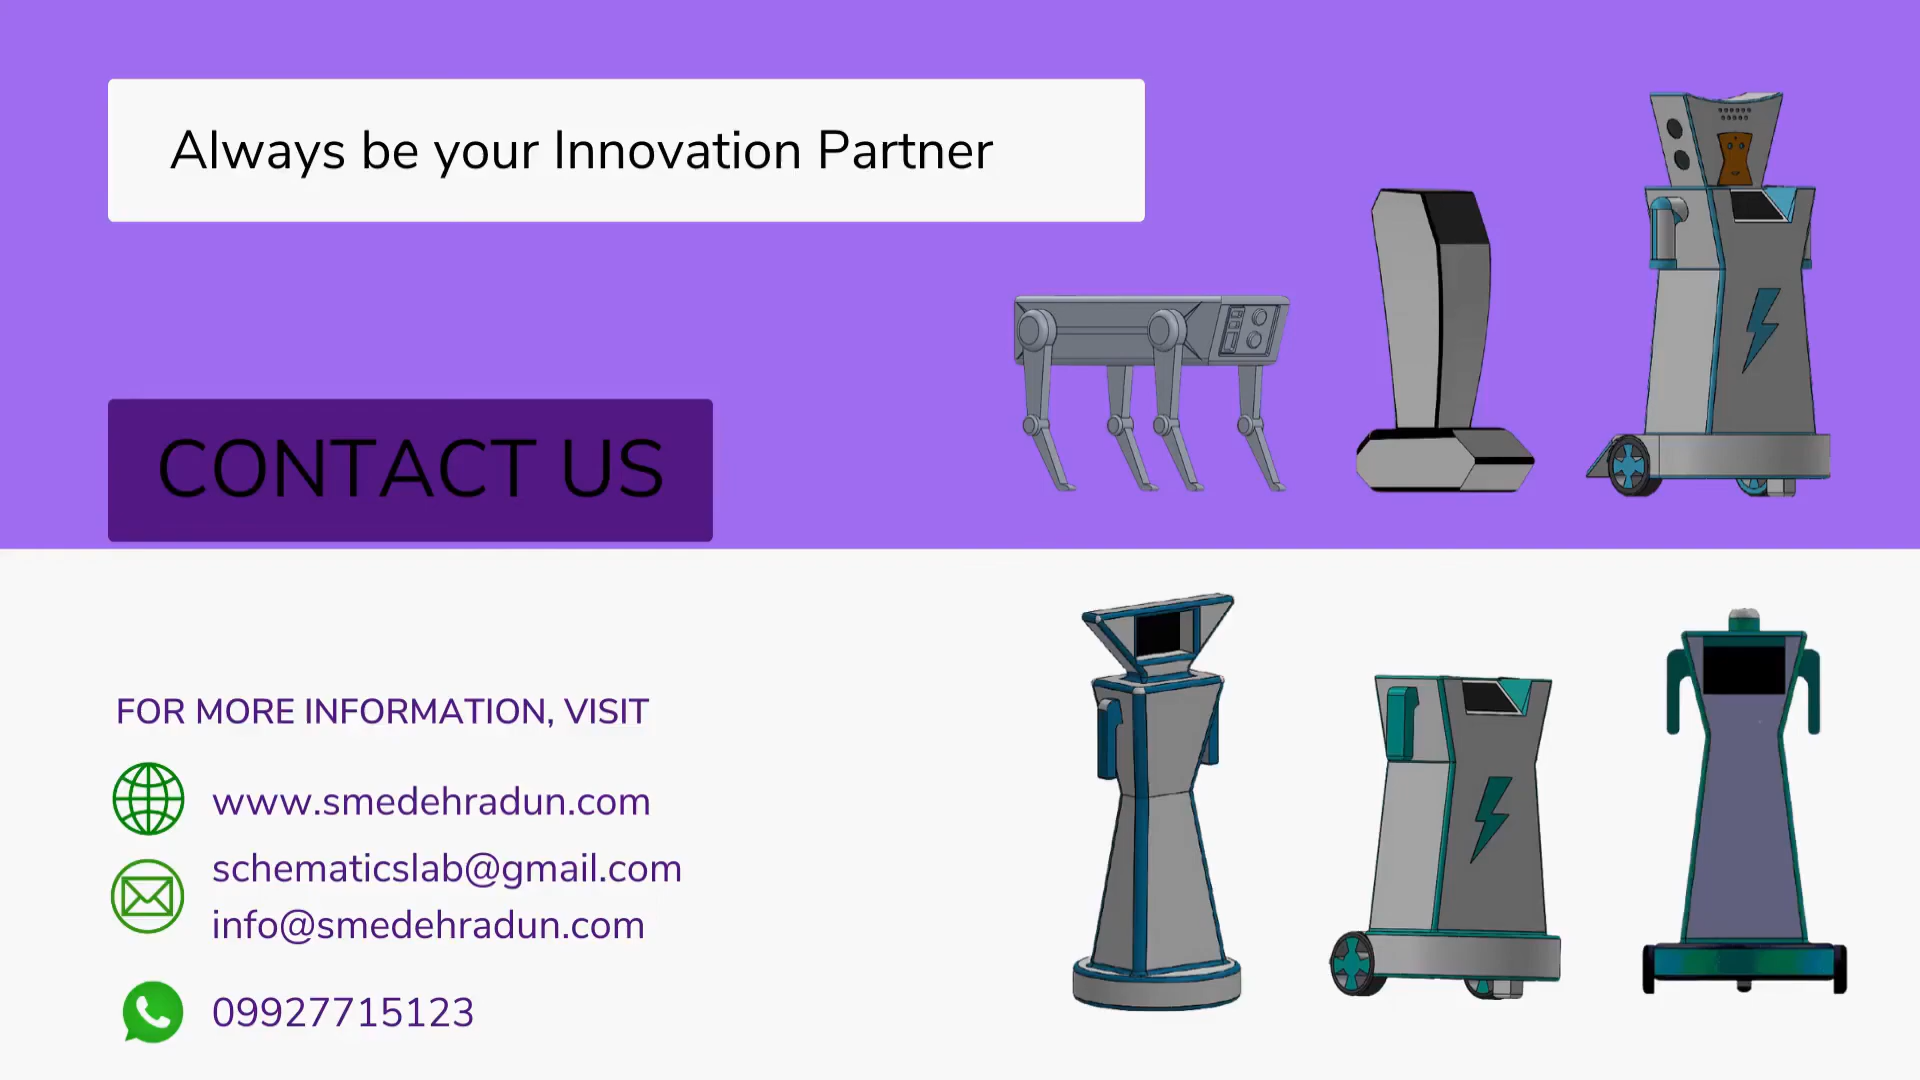 Always be your Innovation Partner
CONTACT US
FOR MORE INFORMATION, VISIT
www.smedehradun.com
schematicslab@gmail.com
info@smedehradun.com
09927715123